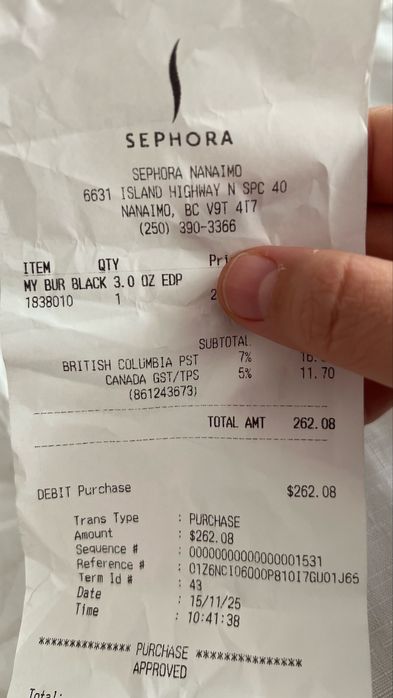 SEPHORA
SEPHORA NANAIMO
6631 ISLAND HIGHWAY N SPC 40
NANAIMO, BC V9T 4T7
(250) 390-3366
ITEM QTY
MY BUR BLACK 3.0 OZ EDP
1838010 1
SUBTOTAL
BRITISH COLUMBIA PST 7%
CANADA GST/TPS 5% 11.70
(861243673)
TOTAL AMT 262.08
DEBIT Purchase $262.08
Trans Type : PURCHASE
Amount : $262.08
Sequence # : 00000000000000001531
Reference # : 01Z6NC106000P810I7GU01J65
Term Id # : 43
Date : 15/11/25
Time : 10:41:38
*************** PURCHASE ***************
APPROVED
Total: